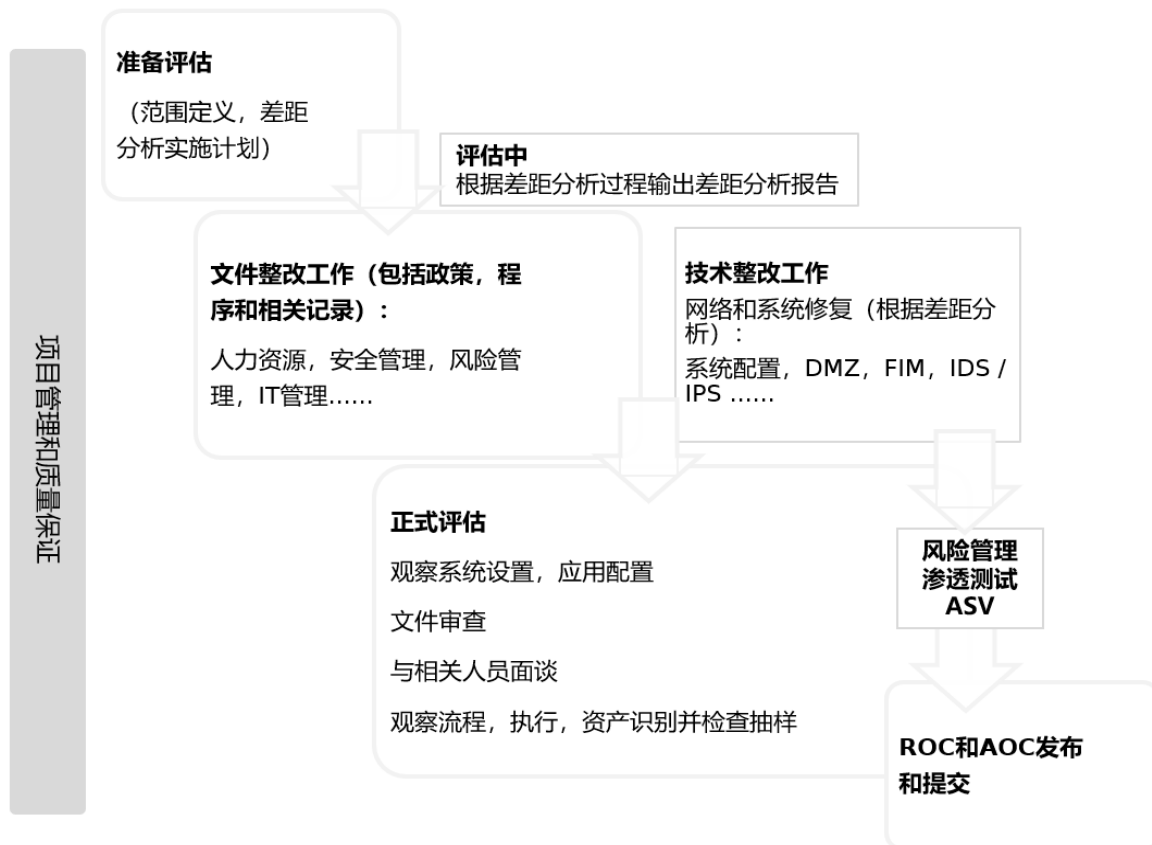 准备评估
（范围定义，差距
分析实施计划）
评估中
根据差距分析过程输出差距分析报告
文件整改工作（包括政策，程
序和相关记录）:
人力资源，安全管理，风险管
理，IT管理……
技术整改工作
网络和系统修复（根据差距分
析）:
系统配置，DMZ，FIM，IDS /
IPS ……
项目管理和质量保证
正式评估
观察系统设置，应用配置
文件审查
与相关人员面谈
观察流程，执行，资产识别并检查抽样
风险管理
渗透测试
ASV
ROC和AOC发布
和提交